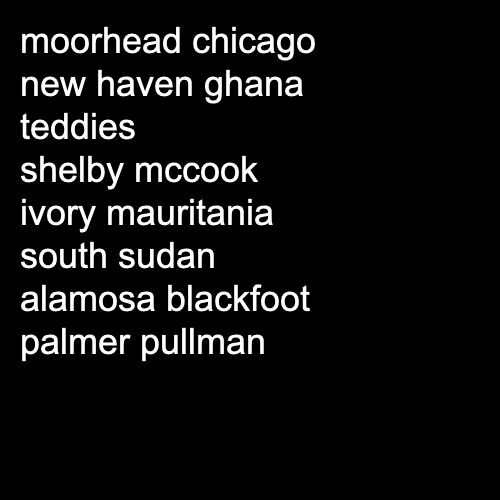 moorhead chicago
new haven ghana
teddies
shelby mccook
ivory mauritania
south sudan
alamosa blackfoot
palmer pullman